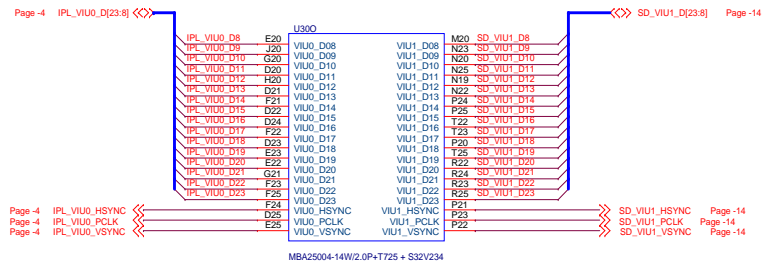 Page -4 IPL_VIU0_D[23:8] SD_VIU1_D[23:8] Page -14
U30O
IPL_VIU0_D8 E20 VIU0_D08 VIU1_D08 M20 SD_VIU1_D8
IPL_VIU0_D9 J20 VIU0_D09 VIU1_D09 N23 SD_VIU1_D9
IPL_VIU0_D10 G20 VIU0_D10 VIU1_D10 N20 SD_VIU1_D10
IPL_VIU0_D11 D20 VIU0_D11 VIU1_D11 N25 SD_VIU1_D11
IPL_VIU0_D12 H20 VIU0_D12 VIU1_D12 N19 SD_VIU1_D12
IPL_VIU0_D13 D21 VIU0_D13 VIU1_D13 N22 SD_VIU1_D13
IPL_VIU0_D14 F21 VIU0_D14 VIU1_D14 P24 SD_VIU1_D14
IPL_VIU0_D15 D22 VIU0_D15 VIU1_D15 P25 SD_VIU1_D15
IPL_VIU0_D16 D24 VIU0_D16 VIU1_D16 T22 SD_VIU1_D16
IPL_VIU0_D17 F22 VIU0_D17 VIU1_D17 T23 SD_VIU1_D17
IPL_VIU0_D18 D23 VIU0_D18 VIU1_D18 P20 SD_VIU1_D18
IPL_VIU0_D19 E23 VIU0_D19 VIU1_D19 T25 SD_VIU1_D19
IPL_VIU0_D20 E22 VIU0_D20 VIU1_D20 R22 SD_VIU1_D20
IPL_VIU0_D21 G21 VIU0_D21 VIU1_D21 R24 SD_VIU1_D21
IPL_VIU0_D22 F23 VIU0_D22 VIU1_D22 R23 SD_VIU1_D22
IPL_VIU0_D23 F25 VIU0_D23 VIU1_D23 R25 SD_VIU1_D23
Page -4 IPL_VIU0_HSYNC F24 VIU0_HSYNC VIU1_HSYNC P21 SD_VIU1_HSYNC Page -14
Page -4 IPL_VIU0_PCLK D25 VIU0_PCLK VIU1_PCLK P23 SD_VIU1_PCLK Page -14
Page -4 IPL_VIU0_VSYNC E25 VIU0_VSYNC VIU1_VSYNC P22 SD_VIU1_VSYNC Page -14
MBA25004-14W/2.0P+T725 + S32V234